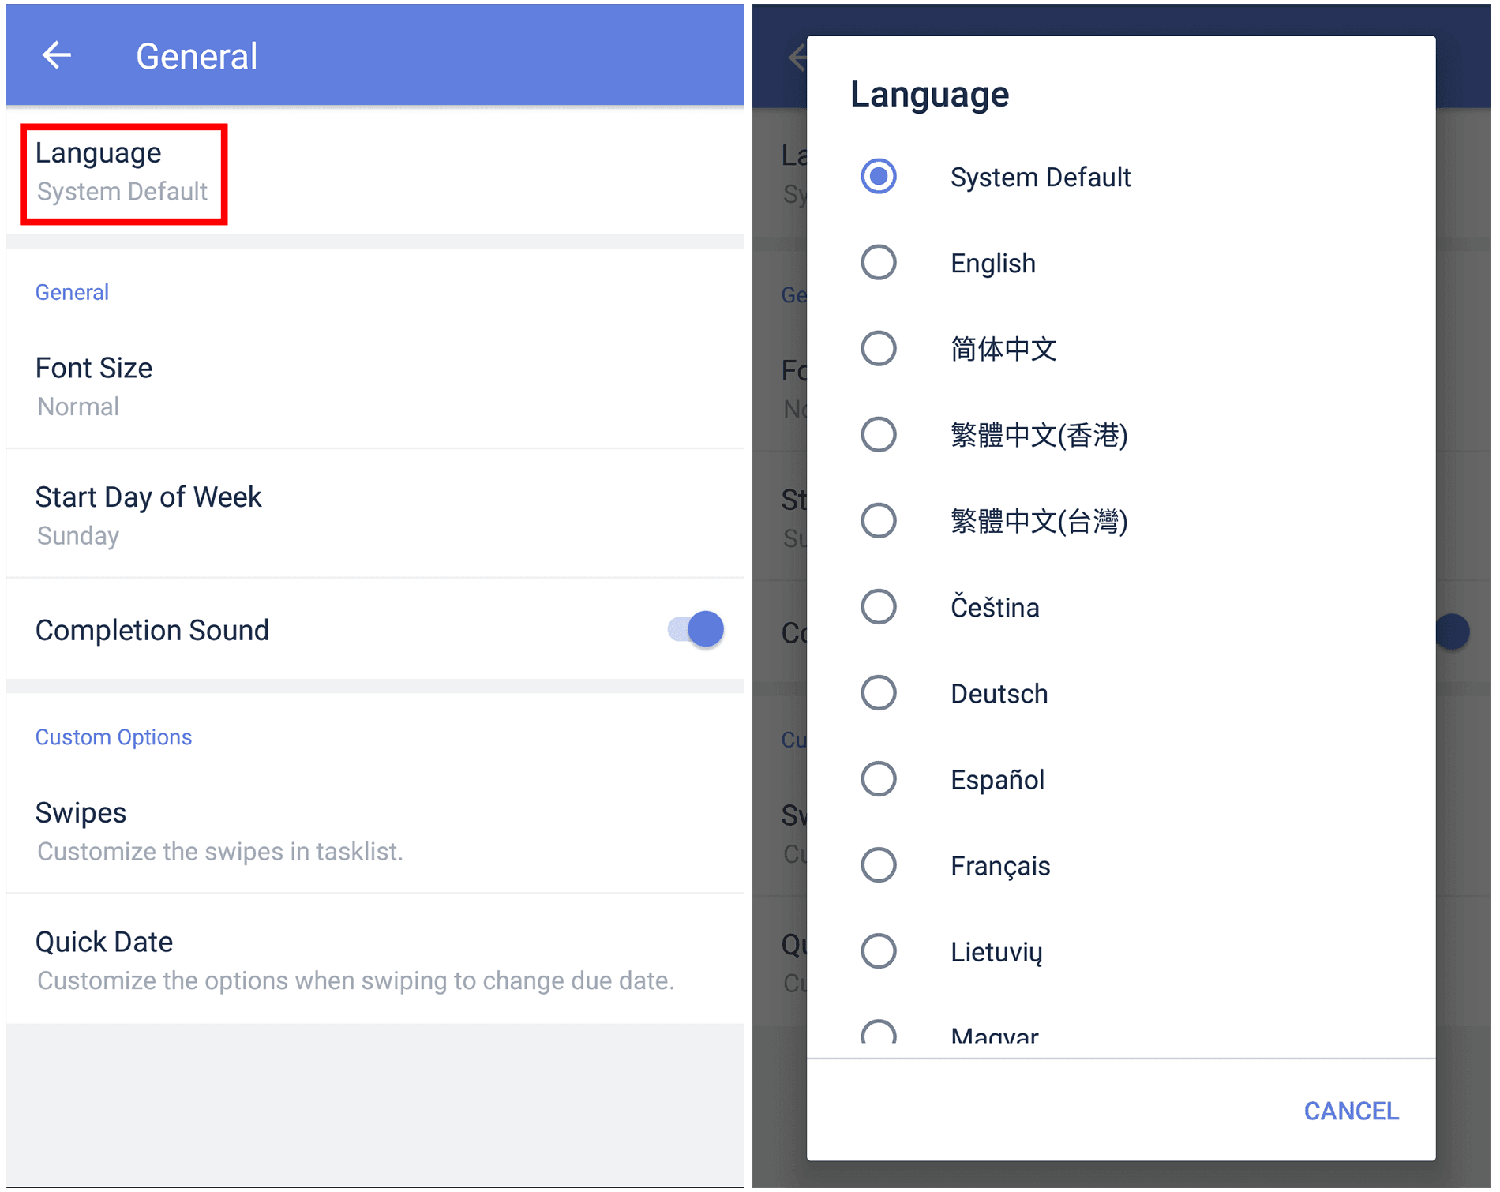 General
Language
System Default
General
Font Size
Normal
Start Day of Week
Sunday
Completion Sound
Custom Options
Swipes
Customize the swipes in tasklist.
Quick Date
Customize the options when swiping to change due date.
Language
System Default
English
简体中文
繁體中文(香港)
繁體中文(台灣)
Čeština
Deutsch
Español
Français
Lietuvių
Magyar
CANCEL